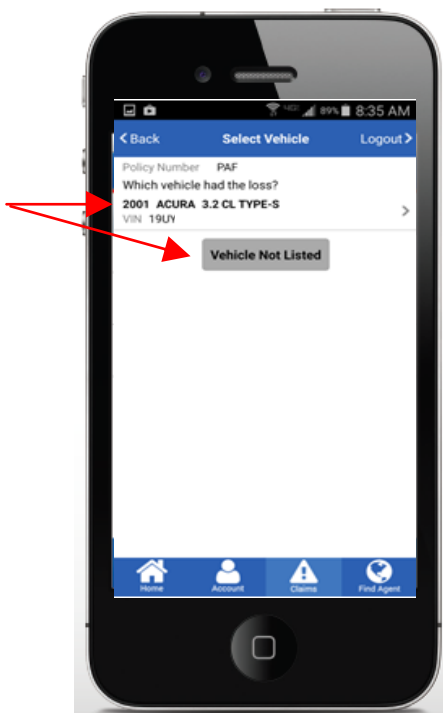 89% 8:35 AM
Back Select Vehicle Logout
Policy Number PAF
Which vehicle had the loss?
2001 ACURA 3.2 CL TYPE-S
VIN 19UY
Vehicle Not Listed
Home Account Claims Find Agent